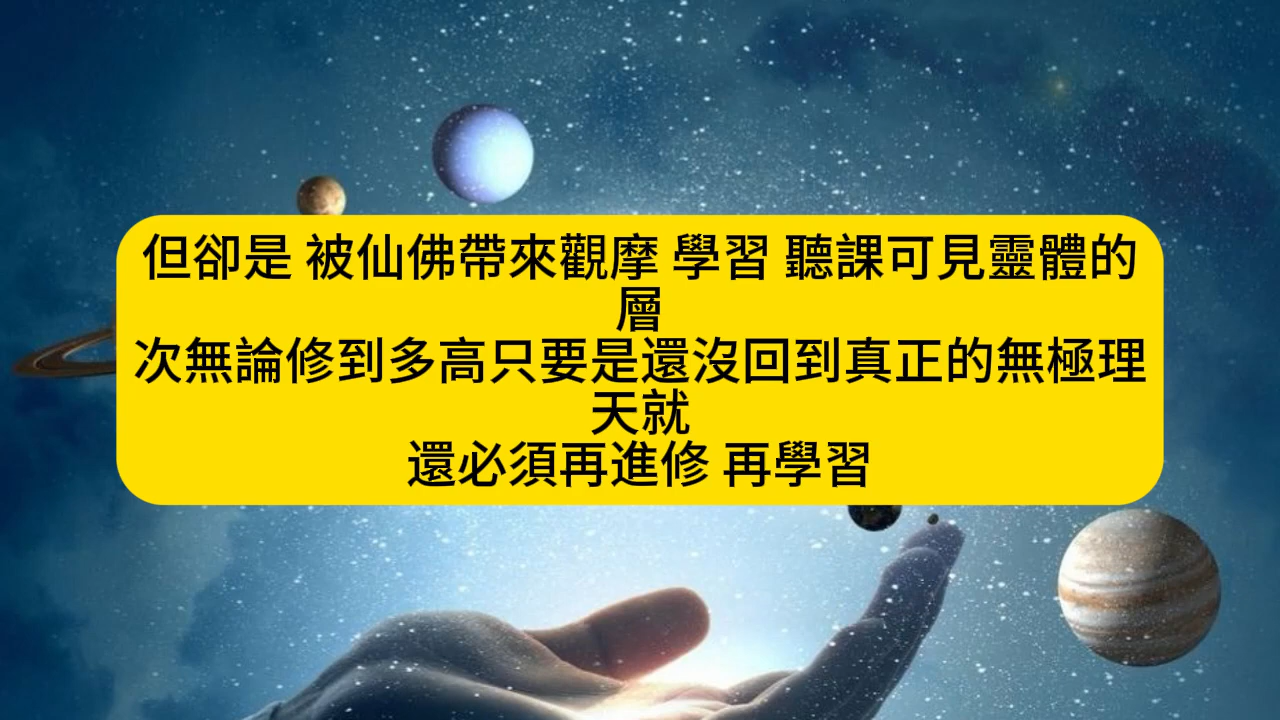 但卻是 被仙佛帶來觀摩 學習 聽課可見靈體的
層
次無論修到多高只要是還沒回到真正的無極理
天就
還必須再進修 再學習